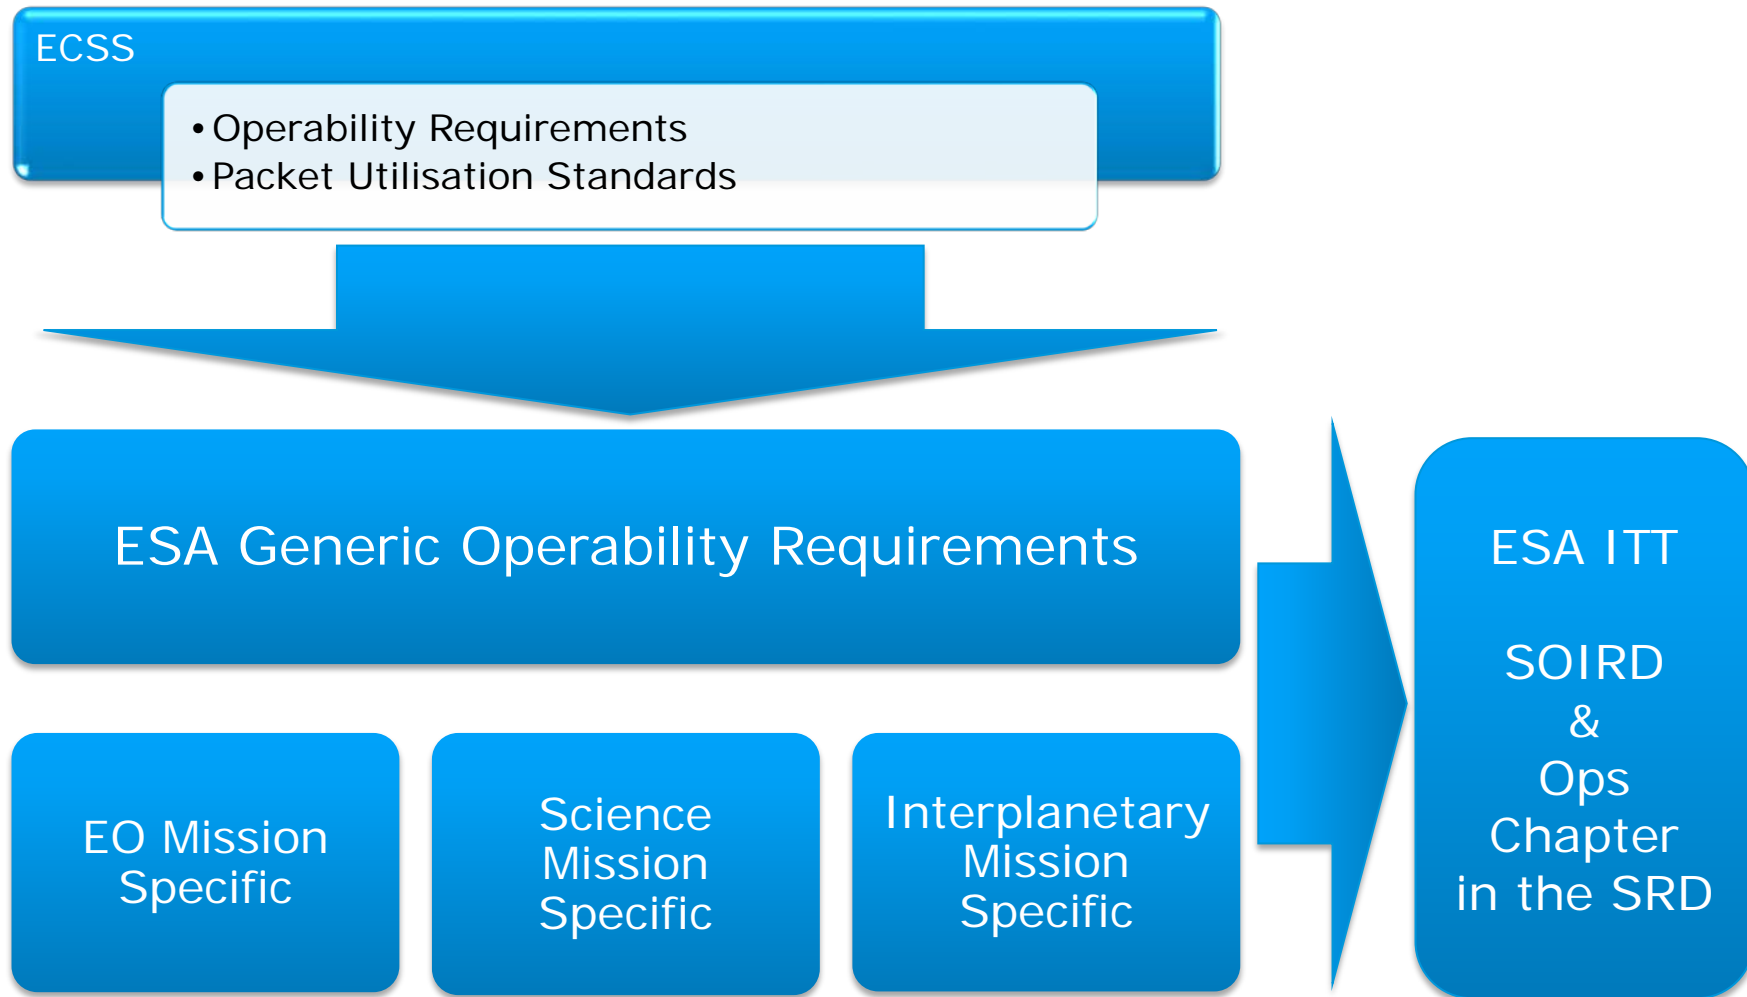 ECSS
• Operability Requirements
• Packet Utilisation Standards
ESA Generic Operability Requirements
EO Mission
Specific
Science
Mission
Specific
Interplanetary
Mission
Specific
ESA ITT
SOIRD
&
Ops
Chapter
in the SRD